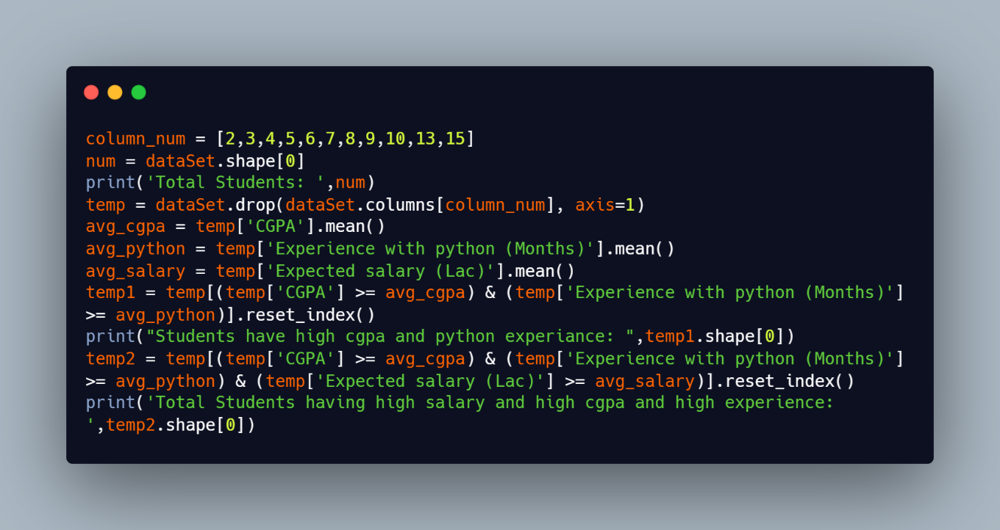 column_num = [2,3,4,5,6,7,8,9,10,13,15]
num = dataSet.shape[0]
print('Total Students: ',num)
temp = dataSet.drop(dataSet.columns[column_num], axis=1)
avg_cgpa = temp['CGPA'].mean()
avg_python = temp['Experience with python (Months)'].mean()
avg_salary = temp['Expected salary (Lac)'].mean()
temp1 = temp[(temp['CGPA'] >= avg_cgpa) & (temp['Experience with python (Months)']
>= avg_python)].reset_index()
print("Students have high cgpa and python experiance: ",temp1.shape[0])
temp2 = temp[(temp['CGPA'] >= avg_cgpa) & (temp['Experience with python (Months)']
>= avg_python) & (temp['Expected salary (Lac)'] >= avg_salary)].reset_index()
print('Total Students having high salary and high cgpa and high experience:
',temp2.shape[0])